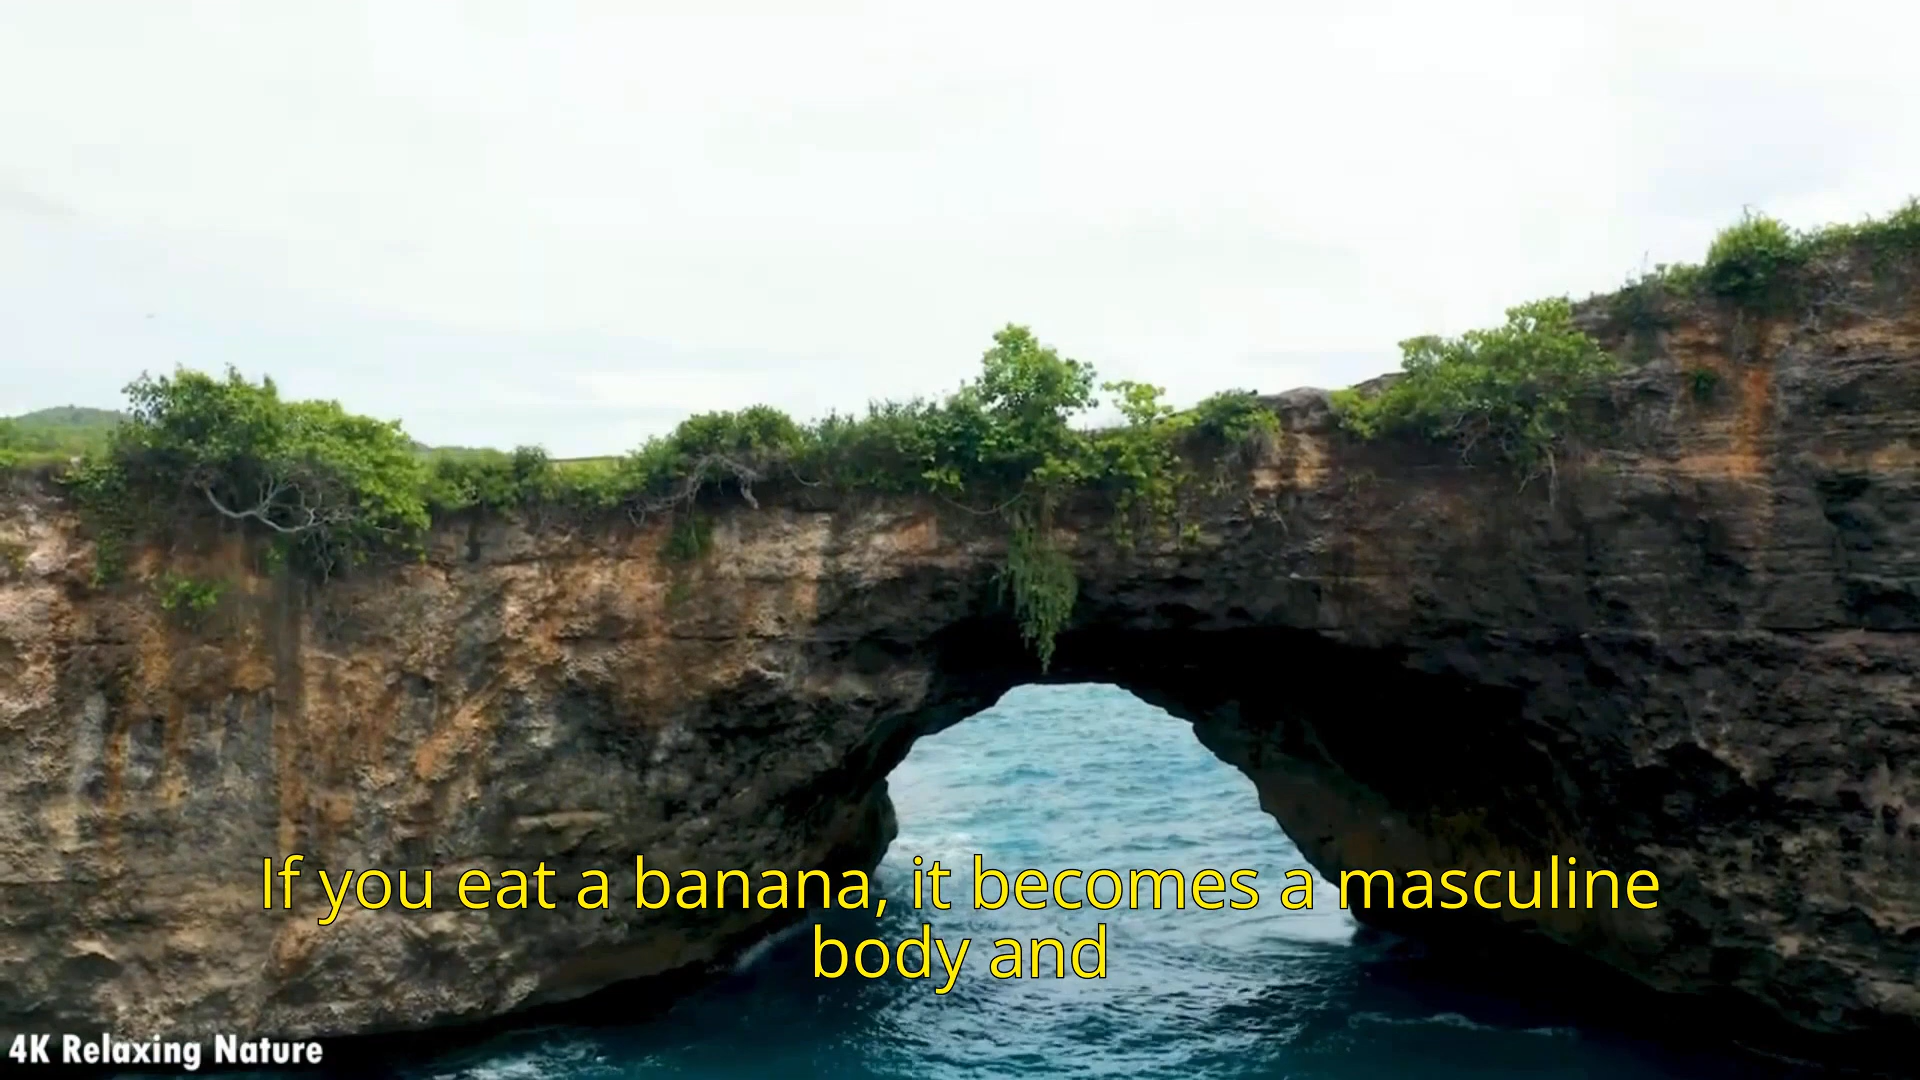 If you eat a banana, it becomes a masculine
body and
4K Relaxing Nature